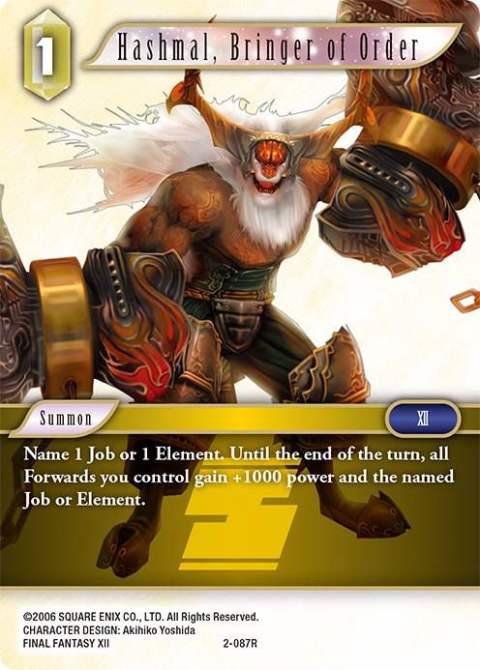 1
Hashmal, Bringer of Order
Summon
XII
Name 1 Job or 1 Element. Until the end of the turn, all
Forwards you control gain +1000 power and the named
Job or Element.
©2006 SQUARE ENIX CO., LTD. All Rights Reserved.
CHARACTER DESIGN: Akihiko Yoshida
FINAL FANTASY XII
2-087R